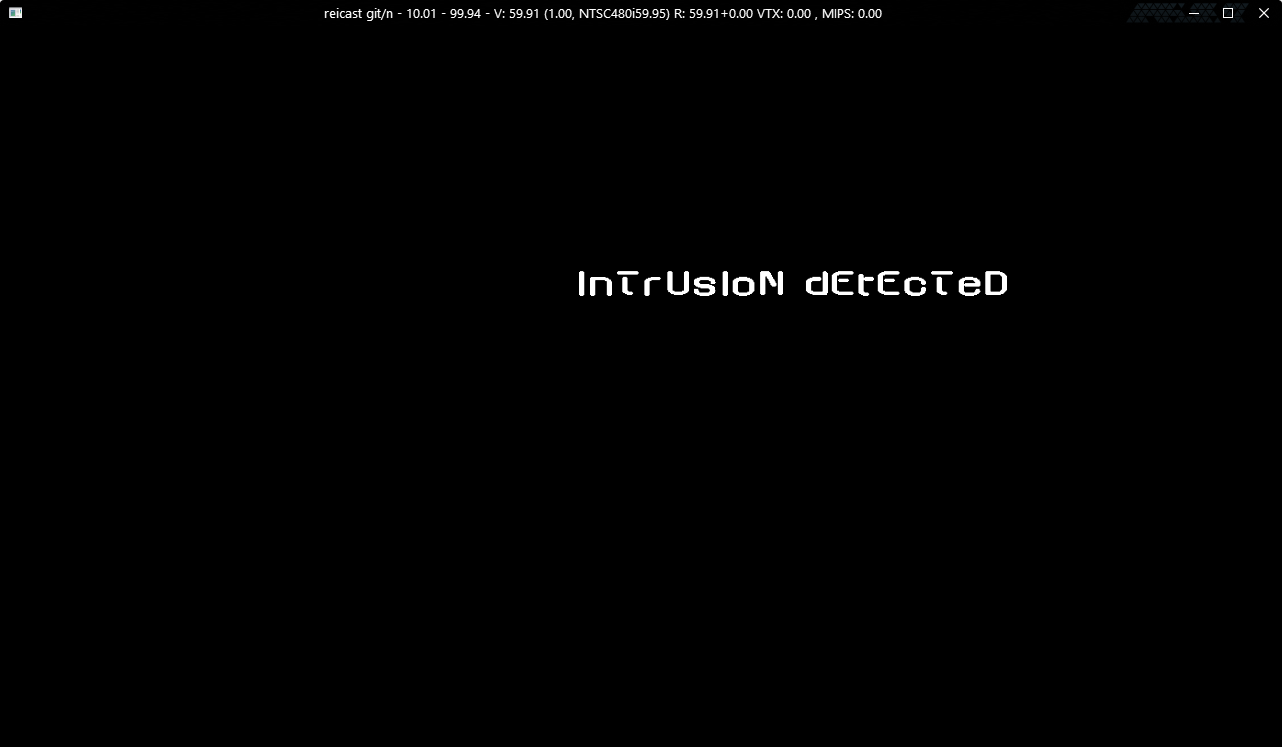 reicast git/n - 10.01 - 99.94 - V: 59.91 (1.00, NTSC480i59.95) R: 59.91+0.00 VTX: 0.00 , MIPS: 0.00
InTrUsIoN dEtEcTeD